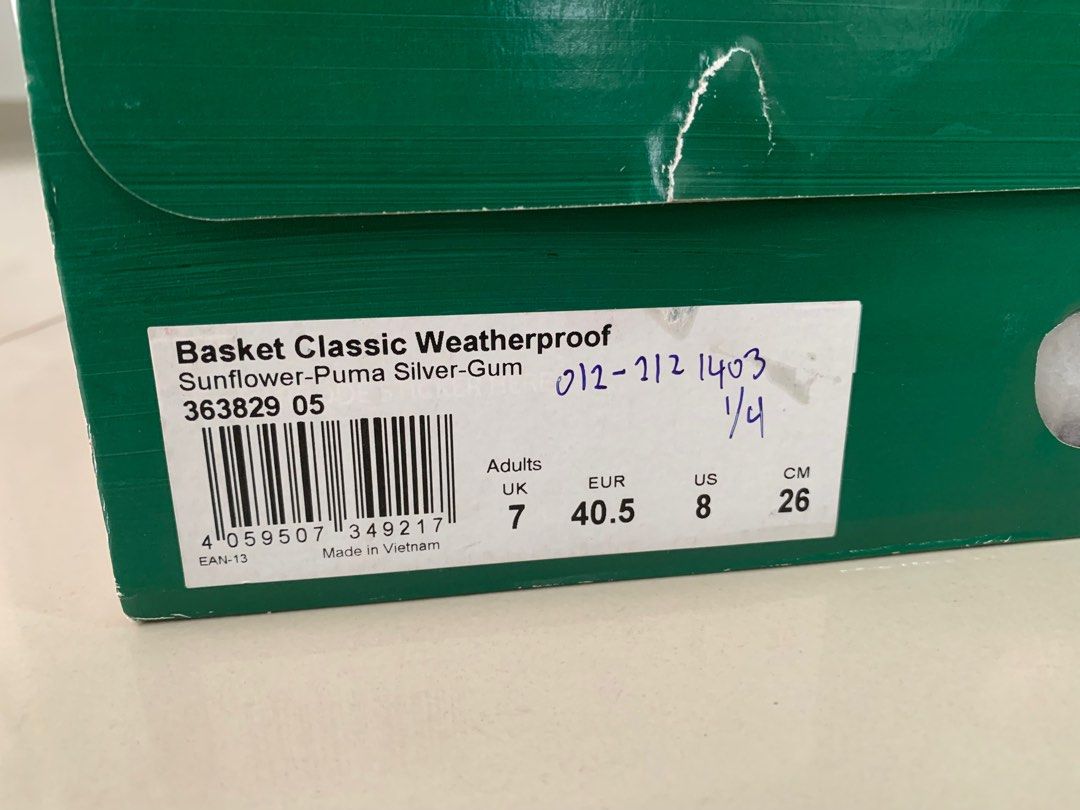 Basket Classic Weatherproof
Sunflower-Puma Silver-Gum
363829 05
012-212 1403
1/4
4 059507 349217
EAN-13
Made in Vietnam
Adults
UK EUR US CM
7 40.5 8 26